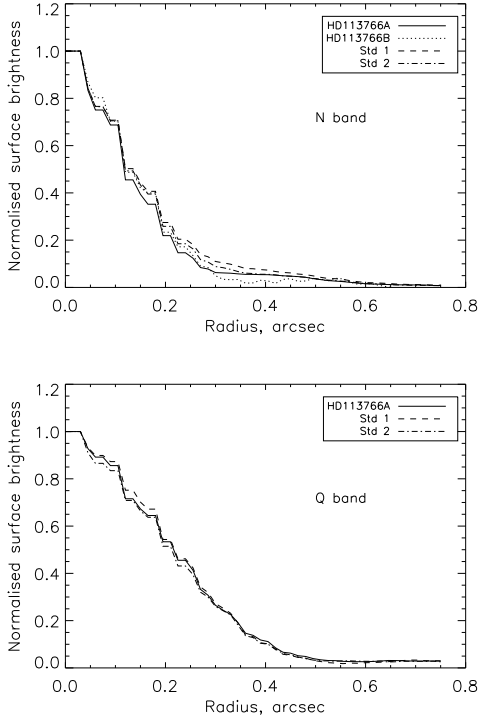 1.2
1.0
0.8
0.6
0.4
0.2
0.0
Normalised surface brightness
HD113766A
HD113766B
Std 1
Std 2
N band
0.0 0.2 0.4 0.6 0.8
Radius, arcsec
1.2
1.0
0.8
0.6
0.4
0.2
0.0
Normalised surface brightness
HD113766A
Std 1
Std 2
Q band
0.0 0.2 0.4 0.6 0.8
Radius, arcsec